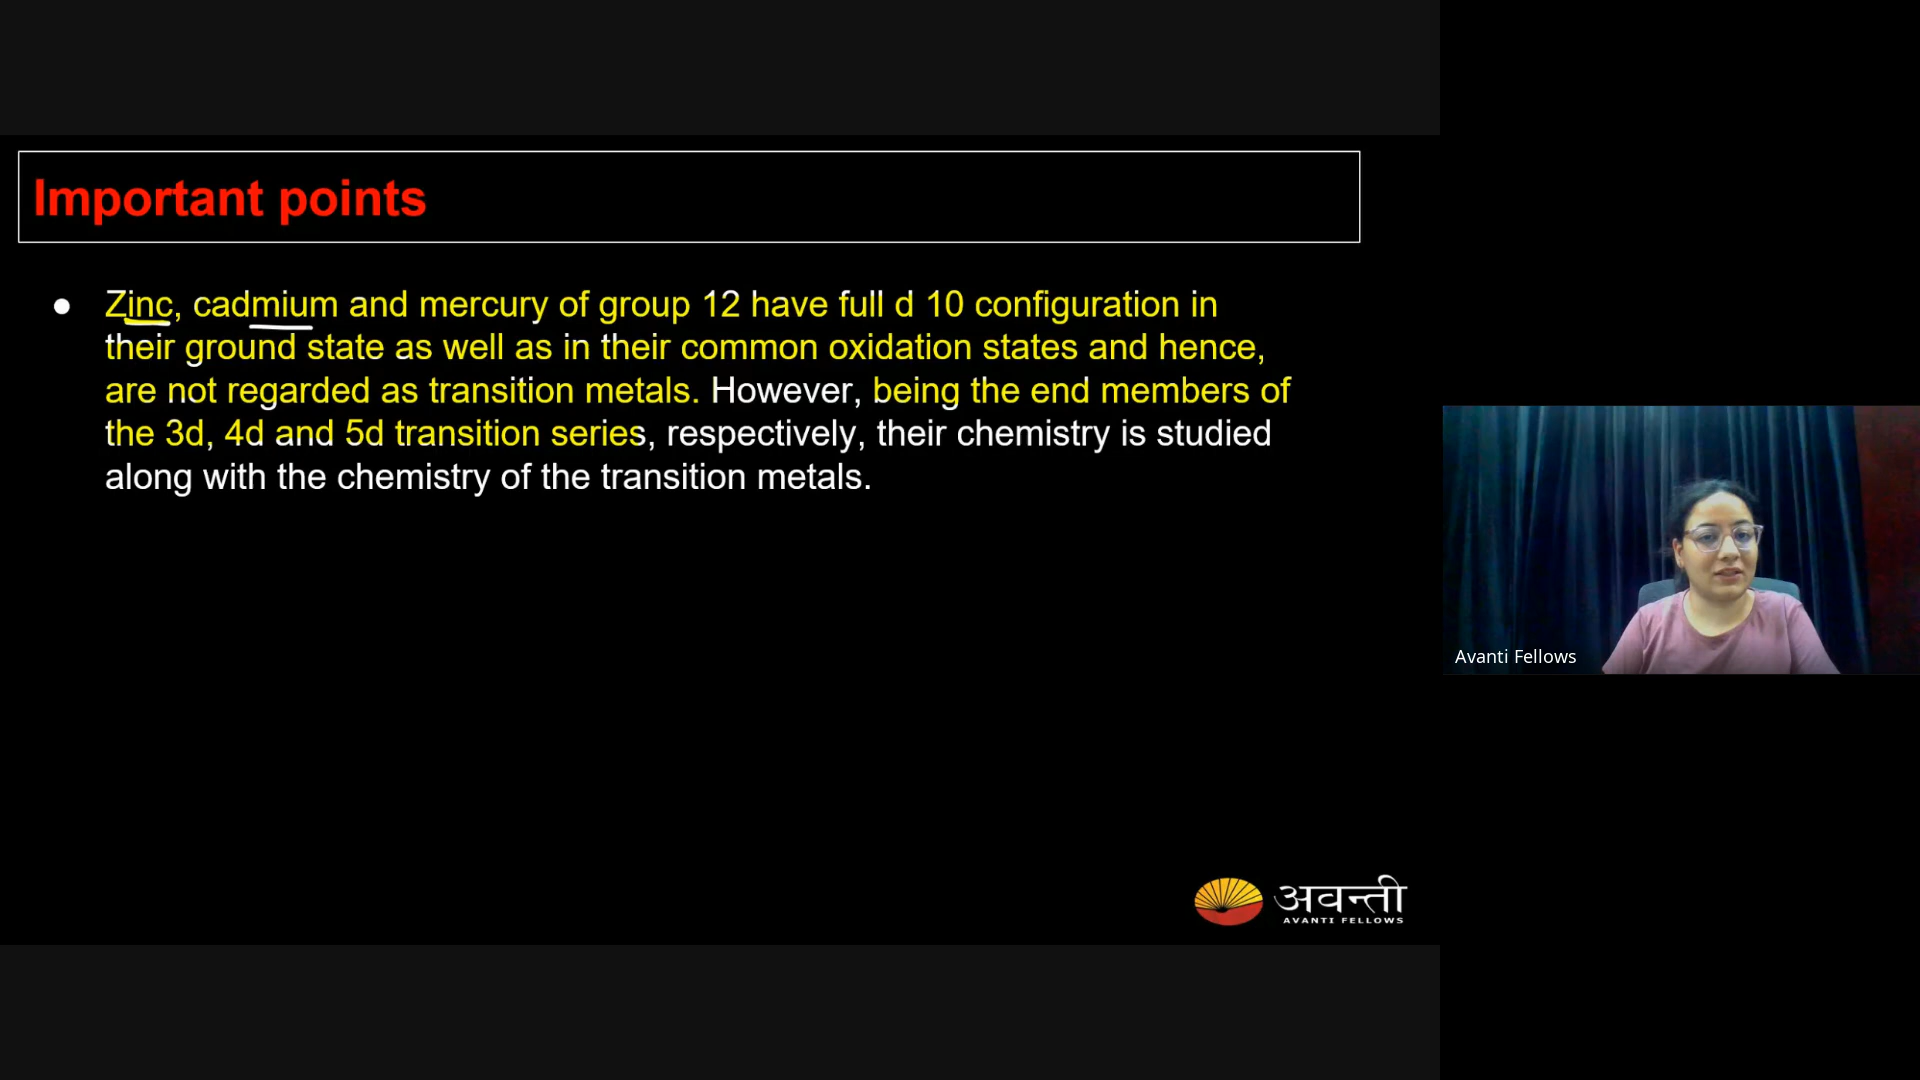 Important points
● Zinc, cadmium and mercury of group 12 have full d 10 configuration in
their ground state as well as in their common oxidation states and hence,
are not regarded as transition metals. However, being the end members of
the 3d, 4d and 5d transition series, respectively, their chemistry is studied
along with the chemistry of the transition metals.
Avanti Fellows
अवन्ती
AVANTI FELLOWS